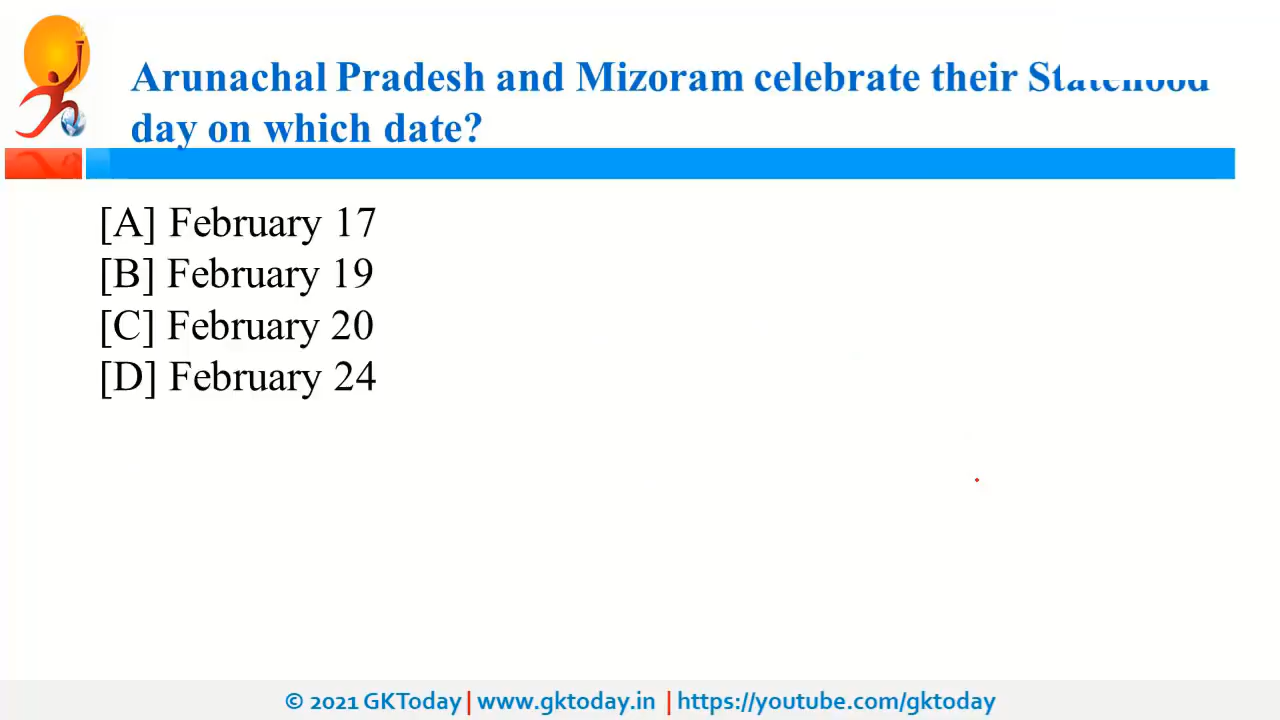 Arunachal Pradesh and Mizoram celebrate their Statehood
day on which date?
[A] February 17
[B] February 19
[C] February 20
[D] February 24
© 2021 GKToday | www.gktoday.in | https://youtube.com/gktoday